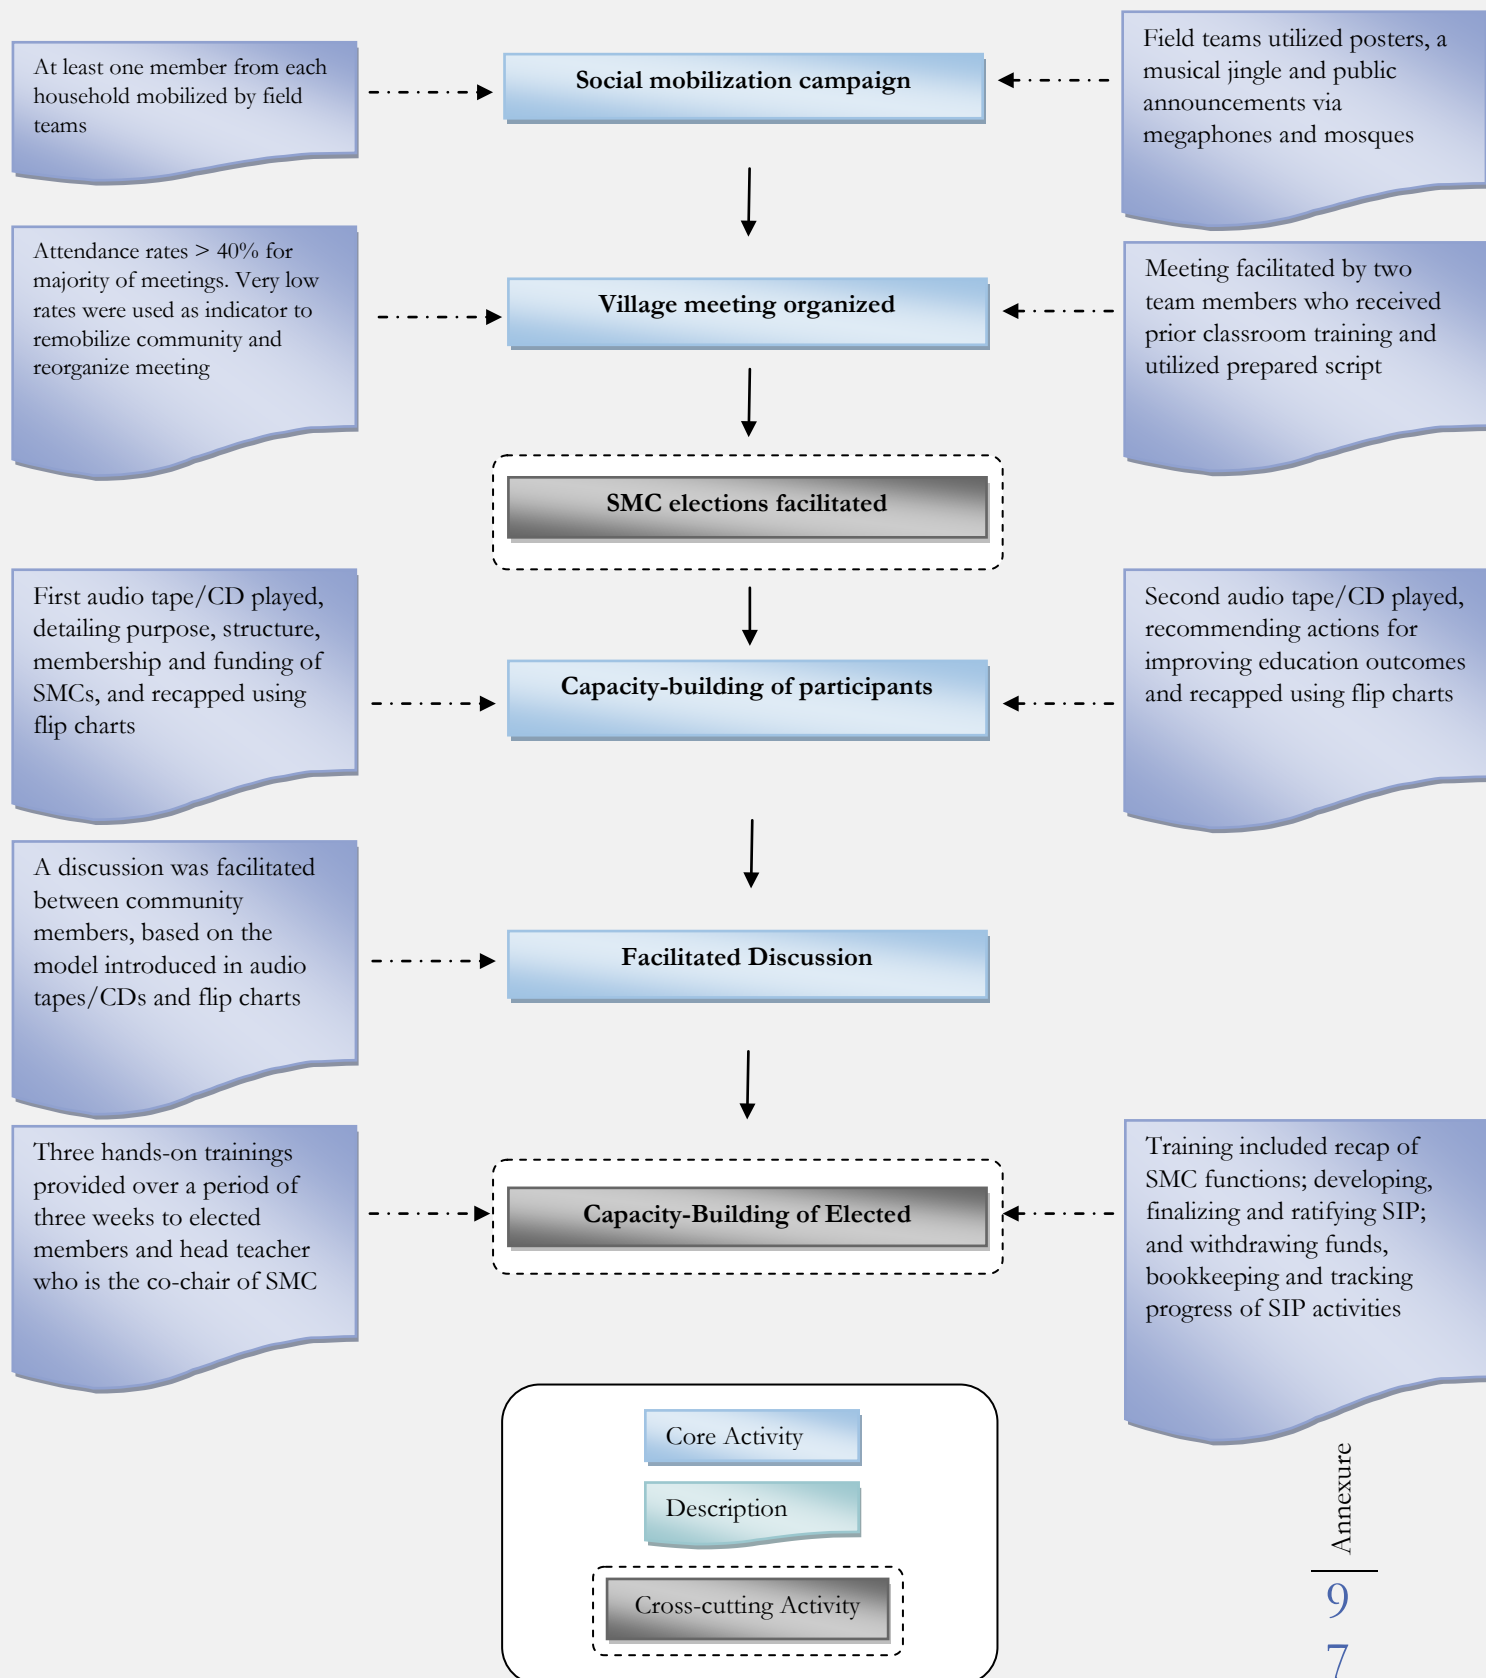 At least one member from each
household mobilized by field
teams
Social mobilization campaign
Field teams utilized posters, a
musical jingle and public
announcements via
megaphones and mosques
Attendance rates > 40% for
majority of meetings. Very low
rates were used as indicator to
remobilize community and
reorganize meeting
Village meeting organized
Meeting facilitated by two
team members who received
prior classroom training and
utilized prepared script
SMC elections facilitated
First audio tape/CD played,
detailing purpose, structure,
membership and funding of
SMCs, and recapped using
flip charts
Capacity-building of participants
Second audio tape/CD played,
recommending actions for
improving education outcomes
and recapped using flip charts
A discussion was facilitated
between community
members, based on the
model introduced in audio
tapes/CDs and flip charts
Facilitated Discussion
Three hands-on trainings
provided over a period of
three weeks to elected
members and head teacher
who is the co-chair of SMC
Capacity-Building of Elected
Training included recap of
SMC functions; developing,
finalizing and ratifying SIP;
and withdrawing funds,
bookkeeping and tracking
progress of SIP activities
Core Activity
Description
Cross-cutting Activity
Annexure
9
7